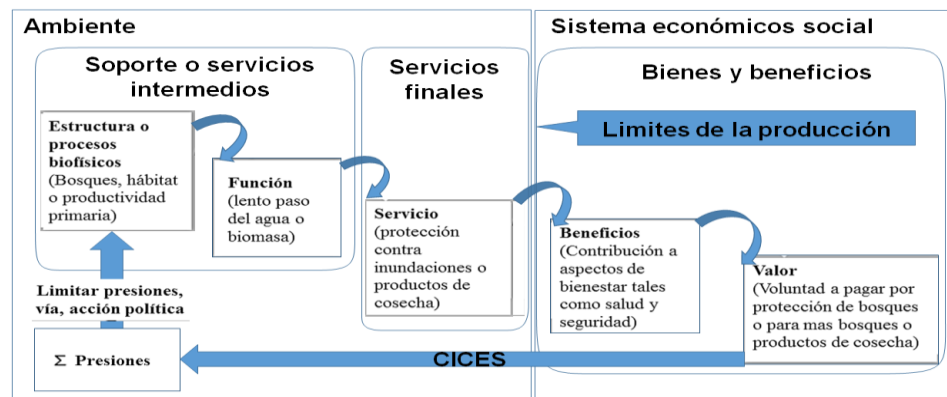 Ambiente
Sistema económicos social
Soporte o servicios
intermedios
Servicios
finales
Bienes y beneficios
Limites de la producción
Estructura o
procesos
biofísicos
(Bosques, hábitat
o productividad
primaria)
Función
(lento paso
del agua o
biomasa)
Servicio
(protección
contra
inundaciones o
productos de
cosecha)
Beneficios
(Contribución a
aspectos de
bienestar tales
como salud y
seguridad)
Valor
(Voluntad a pagar por
protección de bosques
o para mas bosques o
productos de cosecha)
Limitar presiones,
vía, acción política
Σ Presiones
CICES